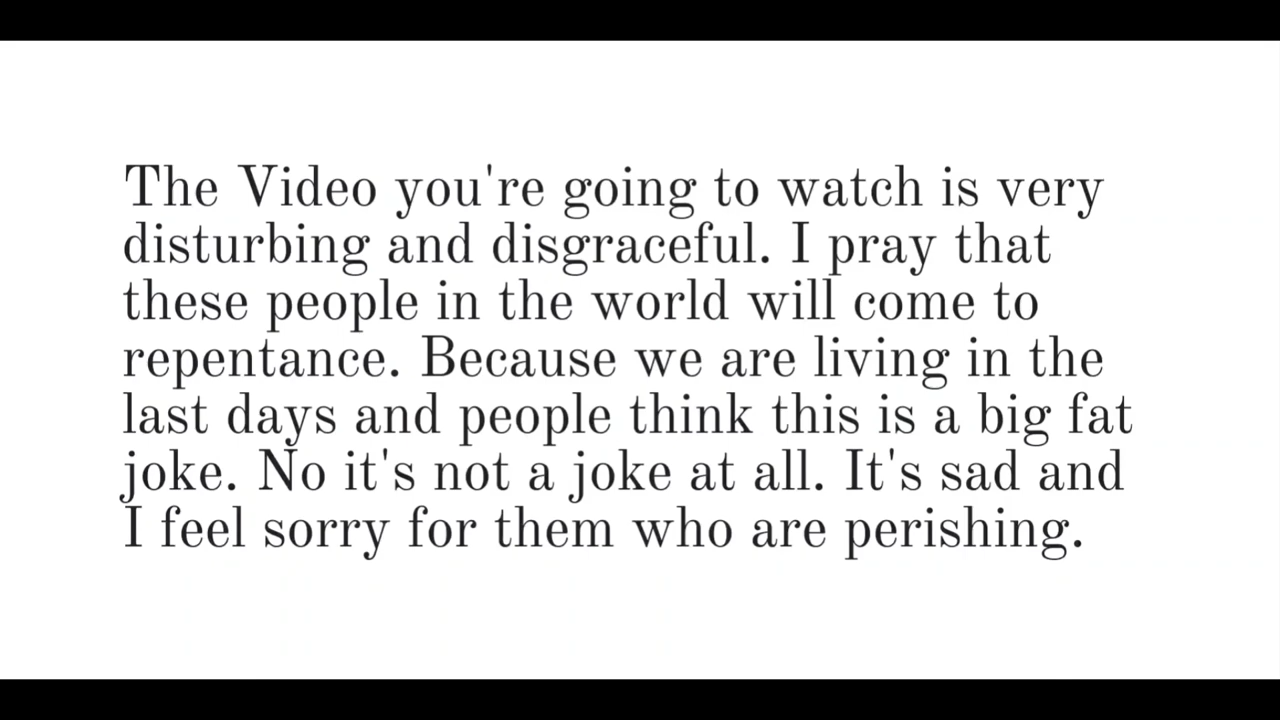 The Video you're going to watch is very
disturbing and disgraceful. I pray that
these people in the world will come to
repentance. Because we are living in the
last days and people think this is a big fat
joke. No it's not a joke at all. It's sad and
I feel sorry for them who are perishing.